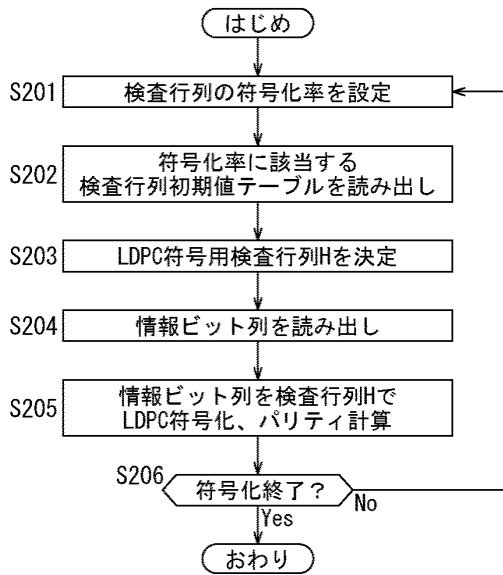 はじめ
S201 検査行列の符号化率を設定
S202 符号化率に該当する
検査行列初期値テーブルを読み出し
S203 LDPC符号用検査行列Hを決定
S204 情報ビット列を読み出し
S205 情報ビット列を検査行列Hで
LDPC符号化、パリティ計算
S206 符号化終了？
No
Yes
おわり